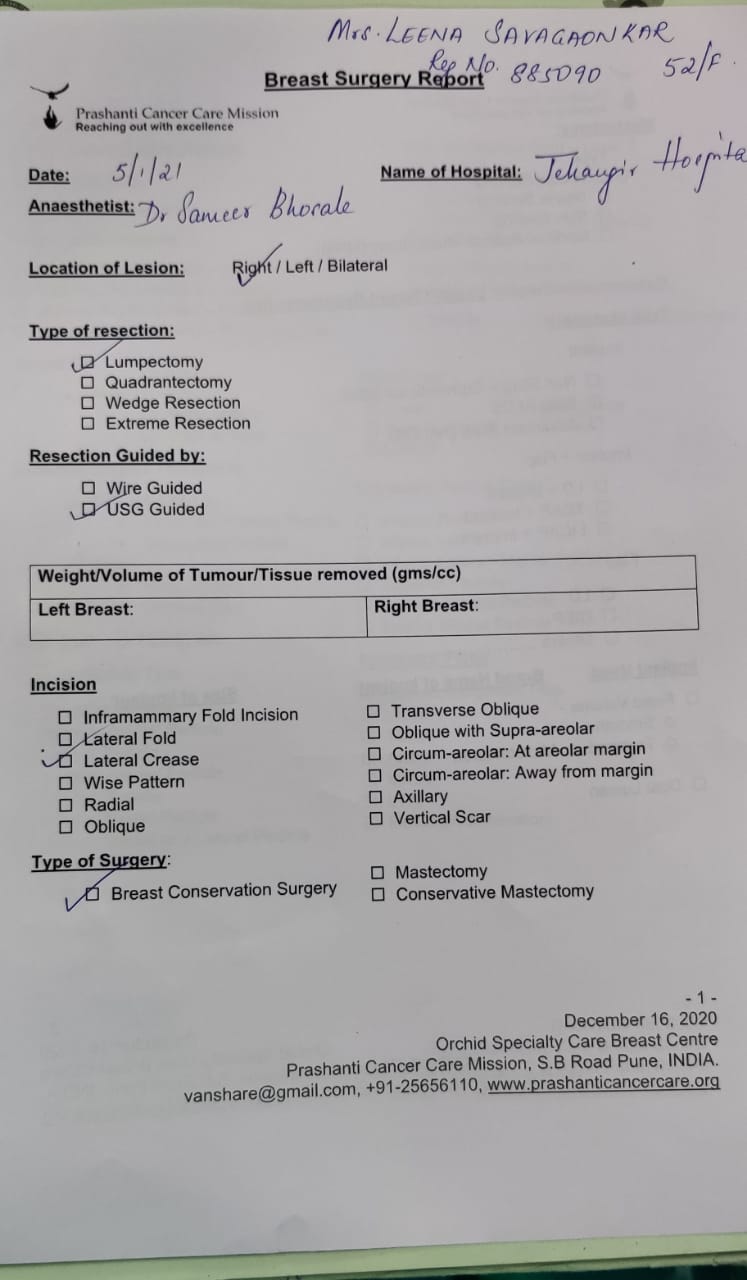 Mrs. LEENA SAVAGAONKAR
Reg No. 885090 52/F.
Breast Surgery Report
Prashanti Cancer Care Mission
Reaching out with excellence
Date: 5/1/21 Name of Hospital: Jehangir Hospital
Anaesthetist: Dr Sameer Bhorale
Location of Lesion: Right / Left / Bilateral
Type of resection:
☑ Lumpectomy
☐ Quadrantectomy
☐ Wedge Resection
☐ Extreme Resection
Resection Guided by:
☐ Wire Guided
☑ USG Guided
Weight/Volume of Tumour/Tissue removed (gms/cc)
Left Breast: Right Breast:
Incision
☐ Inframammary Fold Incision
☐ Lateral Fold
☑ Lateral Crease
☐ Wise Pattern
☐ Radial
☐ Oblique
☐ Transverse Oblique
☐ Oblique with Supra-areolar
☐ Circum-areolar: At areolar margin
☐ Circum-areolar: Away from margin
☐ Axillary
☐ Vertical Scar
Type of Surgery:
☑ Breast Conservation Surgery
☐ Mastectomy
☐ Conservative Mastectomy
- 1 -
December 16, 2020
Orchid Specialty Care Breast Centre
Prashanti Cancer Care Mission, S.B Road Pune, INDIA.
vanshare@gmail.com, +91-25656110, www.prashanticancercare.org